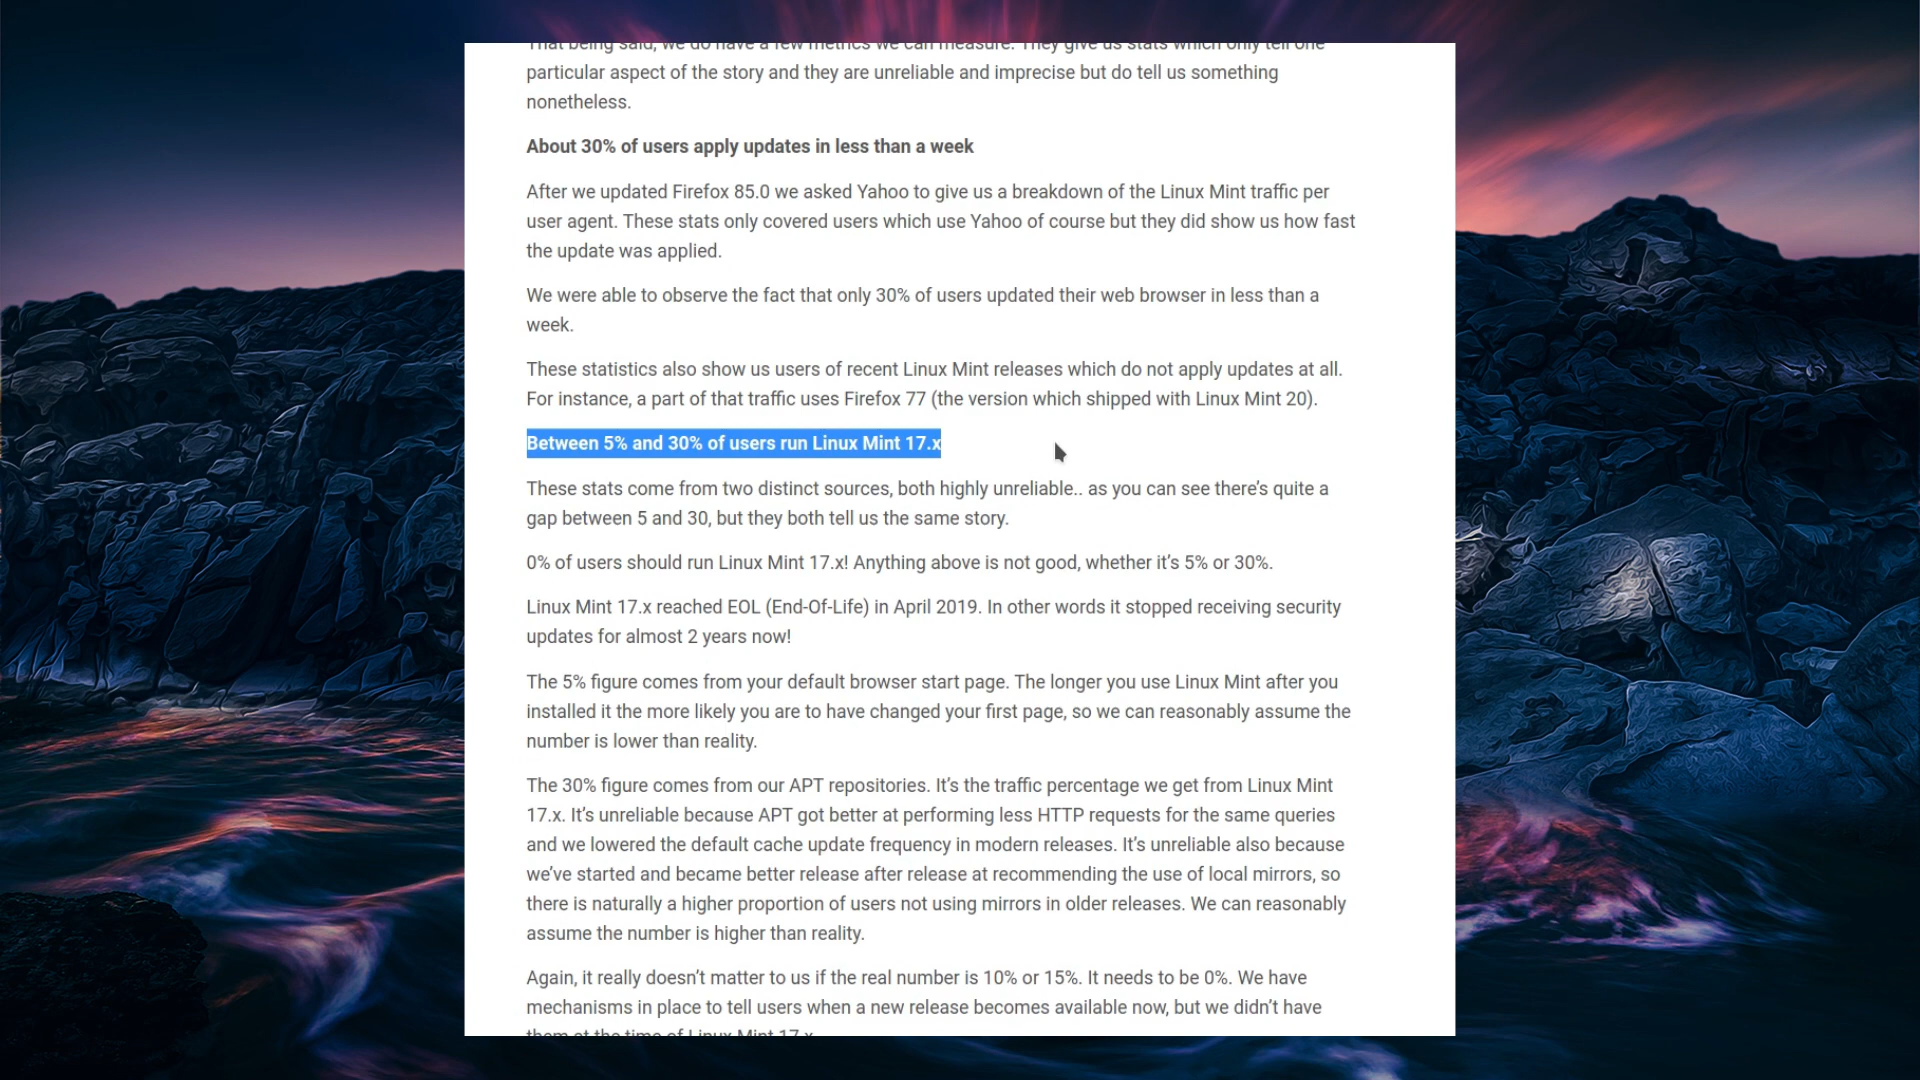 That being said, we do have a few metrics we can measure. They give us stats which only tell one
particular aspect of the story and they are unreliable and imprecise but do tell us something
nonetheless.
About 30% of users apply updates in less than a week
After we updated Firefox 85.0 we asked Yahoo to give us a breakdown of the Linux Mint traffic per
user agent. These stats only covered users which use Yahoo of course but they did show us how fast
the update was applied.
We were able to observe the fact that only 30% of users updated their web browser in less than a
week.
These statistics also show us users of recent Linux Mint releases which do not apply updates at all.
For instance, a part of that traffic uses Firefox 77 (the version which shipped with Linux Mint 20).
Between 5% and 30% of users run Linux Mint 17.x
These stats come from two distinct sources, both highly unreliable.. as you can see there’s quite a
gap between 5 and 30, but they both tell us the same story.
0% of users should run Linux Mint 17.x! Anything above is not good, whether it’s 5% or 30%.
Linux Mint 17.x reached EOL (End-Of-Life) in April 2019. In other words it stopped receiving security
updates for almost 2 years now!
The 5% figure comes from your default browser start page. The longer you use Linux Mint after you
installed it the more likely you are to have changed your first page, so we can reasonably assume the
number is lower than reality.
The 30% figure comes from our APT repositories. It’s the traffic percentage we get from Linux Mint
17.x. It’s unreliable because APT got better at performing less HTTP requests for the same queries
and we lowered the default cache update frequency in modern releases. It’s unreliable also because
we’ve started and became better release after release at recommending the use of local mirrors, so
there is naturally a higher proportion of users not using mirrors in older releases. We can reasonably
assume the number is higher than reality.
Again, it really doesn’t matter to us if the real number is 10% or 15%. It needs to be 0%. We have
mechanisms in place to tell users when a new release becomes available now, but we didn’t have
them at the time of Linux Mint 17.x.